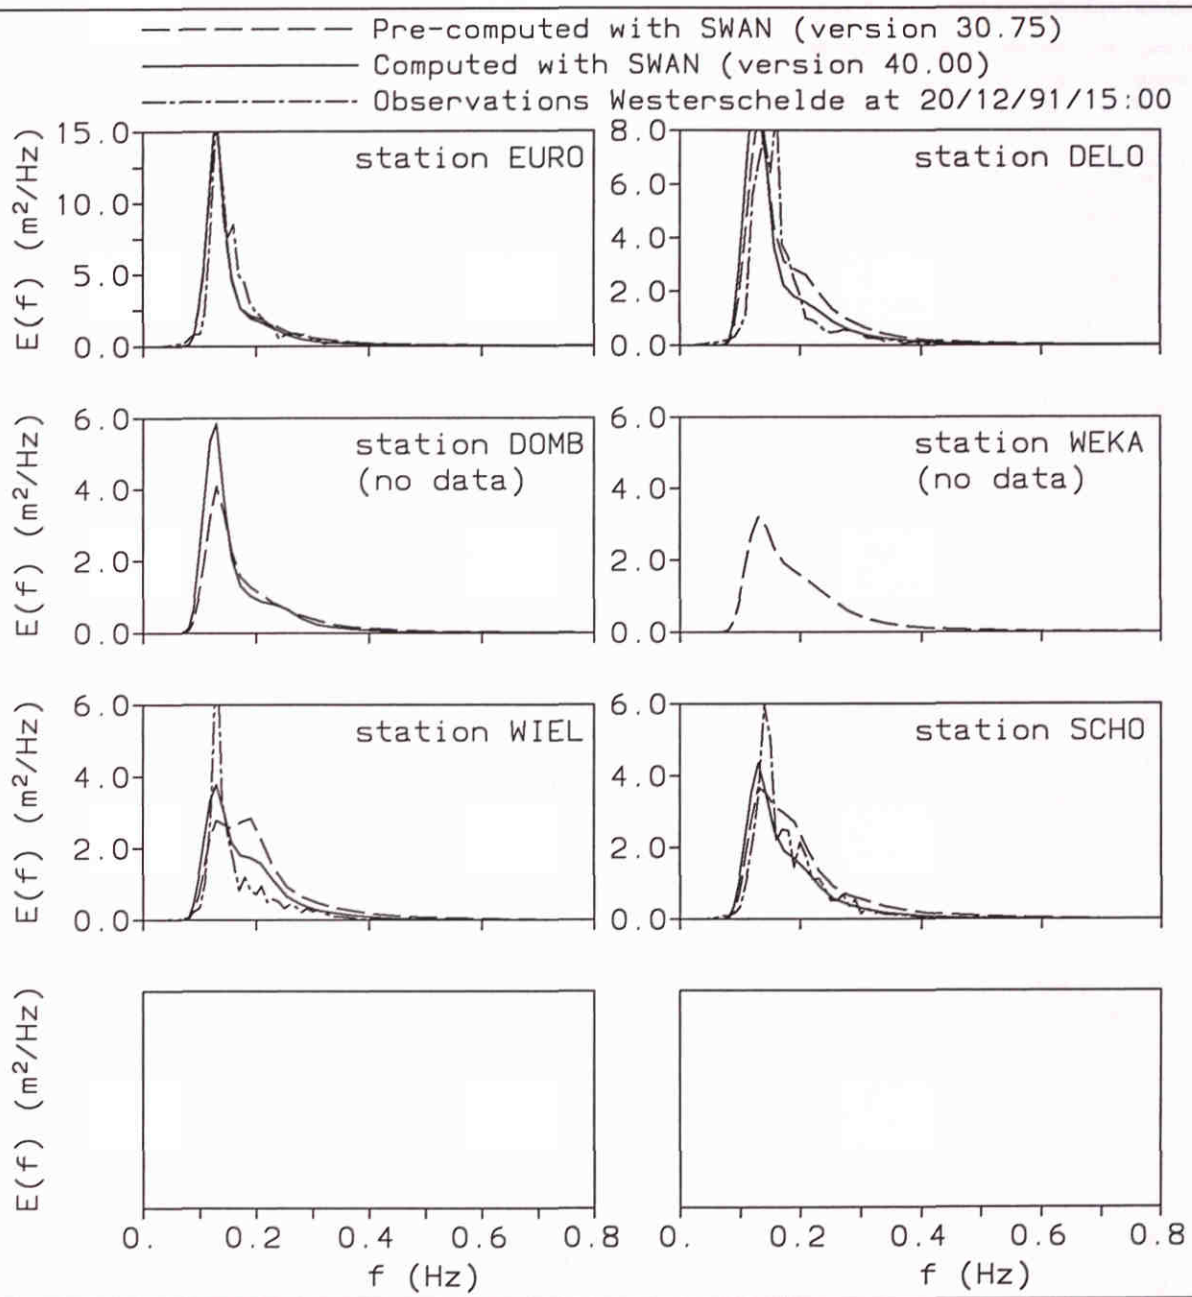 Pre-computed with SWAN (version 30.75)
Computed with SWAN (version 40.00)
Observations Westerschelde at 20/12/91/15:00
E(f) (m²/Hz)
15.0
10.0
5.0
0.0
station EURO
8.0
6.0
4.0
2.0
0.0
station DELO
E(f) (m²/Hz)
6.0
4.0
2.0
0.0
station DOMB
(no data)
6.0
4.0
2.0
0.0
station WEKA
(no data)
E(f) (m²/Hz)
6.0
4.0
2.0
0.0
station WIEL
6.0
4.0
2.0
0.0
station SCHO
E(f) (m²/Hz)
0. 0.2 0.4 0.6 0.8
f (Hz)
0. 0.2 0.4 0.6 0.8
f (Hz)